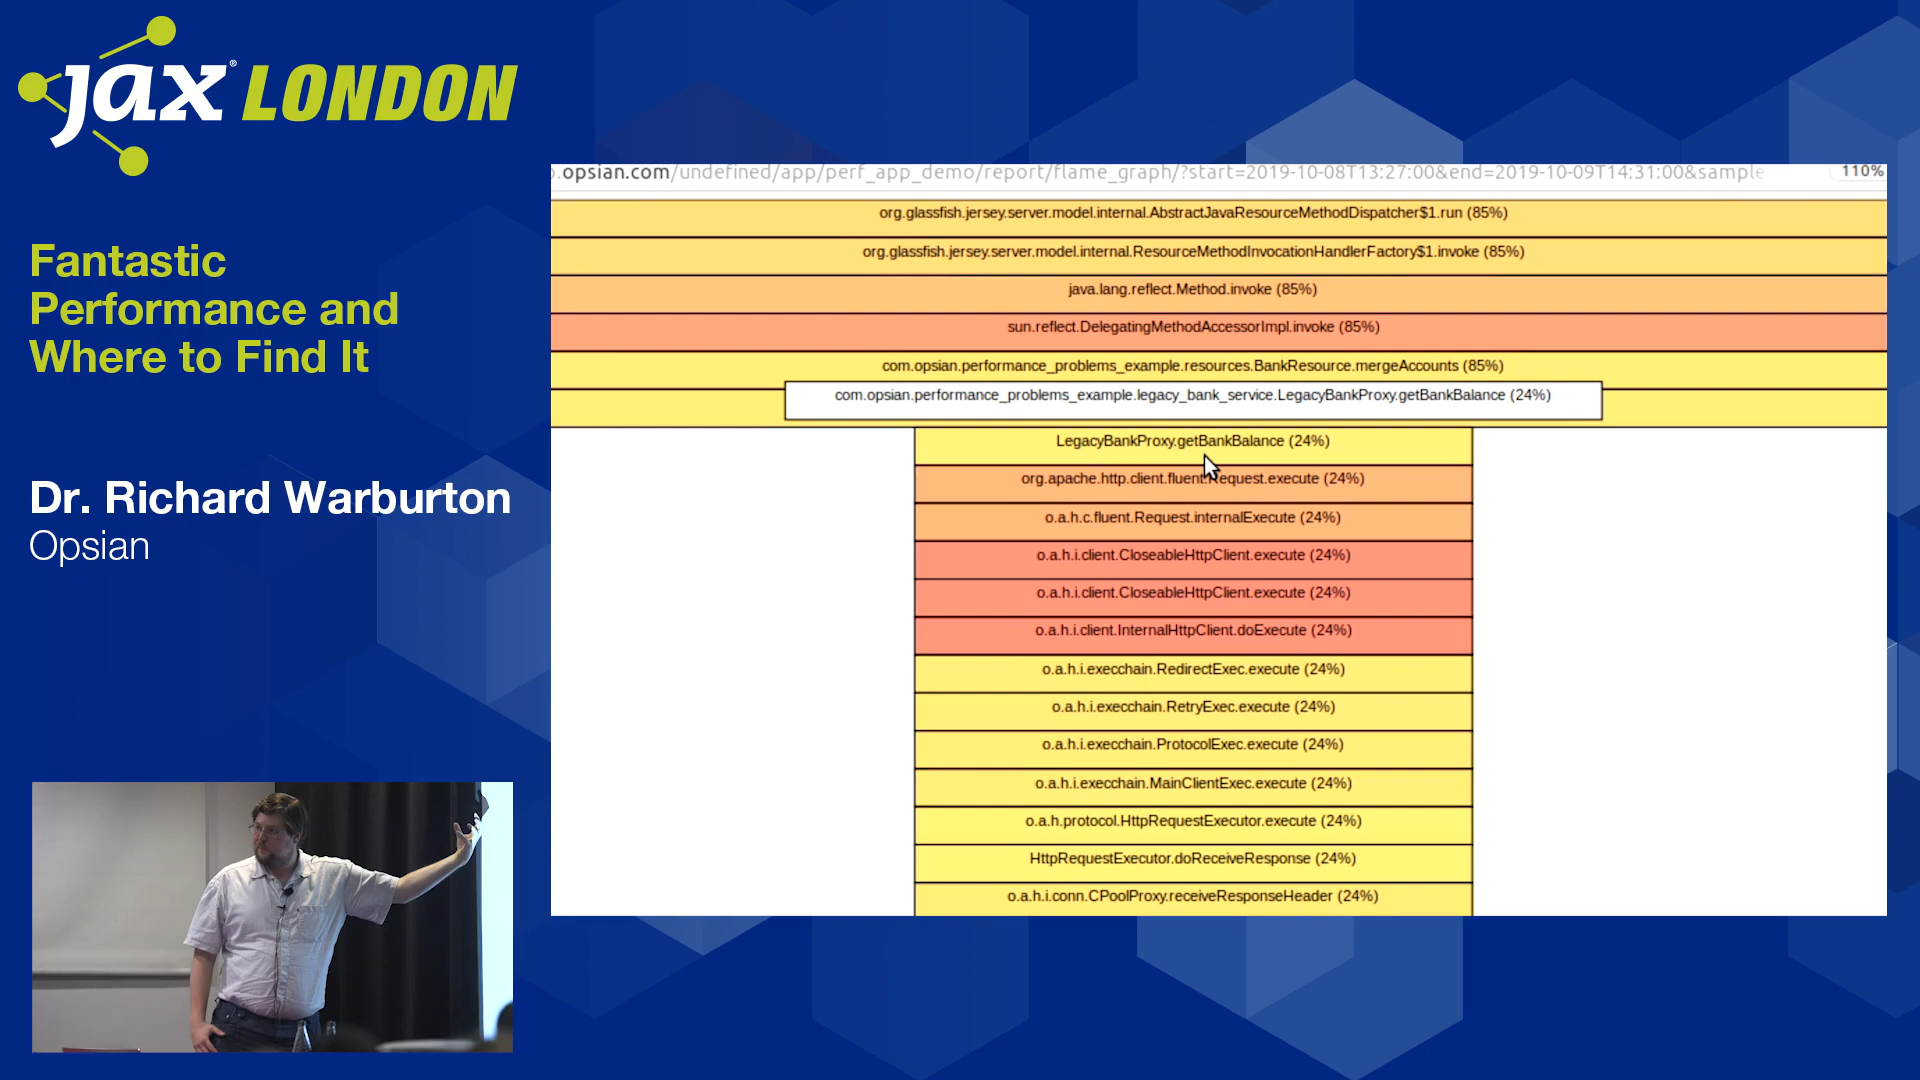 jax® LONDON
Fantastic
Performance and
Where to Find It
Dr. Richard Warburton
Opsian
.opsian.com/undefined/app/perf_app_demo/report/flame_graph/?start=2019-10-08T13:27:00&end=2019-10-09T14:31:00&sample
110%
org.glassfish.jersey.server.model.internal.AbstractJavaResourceMethodDispatcher$1.run (85%)
org.glassfish.jersey.server.model.internal.ResourceMethodInvocationHandlerFactory$1.invoke (85%)
java.lang.reflect.Method.invoke (85%)
sun.reflect.DelegatingMethodAccessorImpl.invoke (85%)
com.opsian.performance_problems_example.resources.BankResource.mergeAccounts (85%)
com.opsian.performance_problems_example.legacy_bank_service.LegacyBankProxy.getBankBalance (24%)
LegacyBankProxy.getBankBalance (24%)
org.apache.http.client.fluent.Request.execute (24%)
o.a.h.c.fluent.Request.internalExecute (24%)
o.a.h.i.client.CloseableHttpClient.execute (24%)
o.a.h.i.client.CloseableHttpClient.execute (24%)
o.a.h.i.client.InternalHttpClient.doExecute (24%)
o.a.h.i.execchain.RedirectExec.execute (24%)
o.a.h.i.execchain.RetryExec.execute (24%)
o.a.h.i.execchain.ProtocolExec.execute (24%)
o.a.h.i.execchain.MainClientExec.execute (24%)
o.a.h.protocol.HttpRequestExecutor.execute (24%)
HttpRequestExecutor.doReceiveResponse (24%)
o.a.h.i.conn.CPoolProxy.receiveResponseHeader (24%)